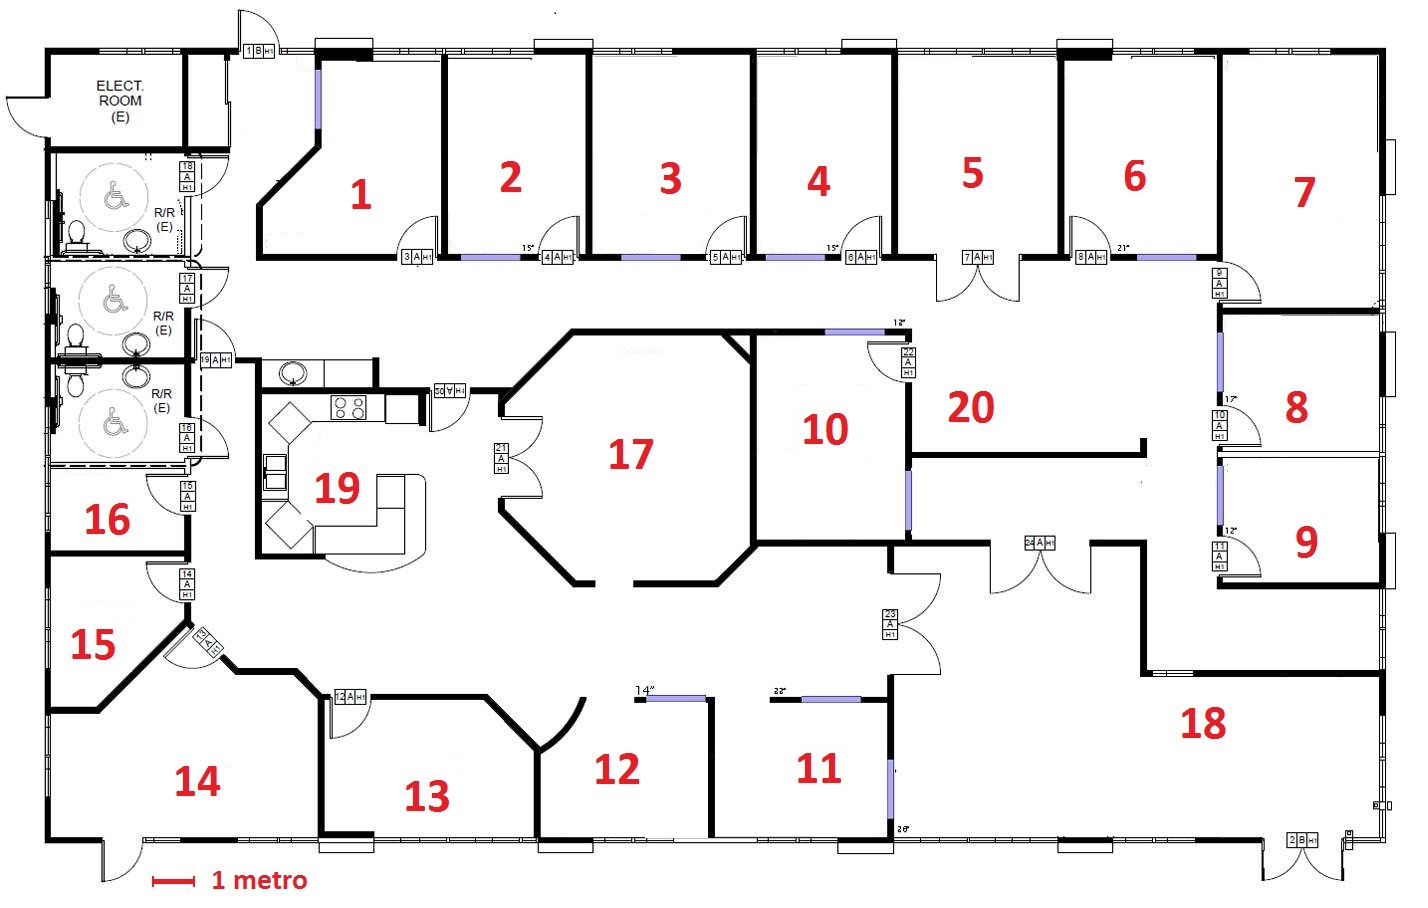 1 B H1
ELECT.
ROOM
(E)
18
A
H1
R/R
(E)
1
2
3
4
5
6
7
3 A H1
15"
4 A H1
5 A H1
15"
6 A H1
7 A H1
8 A H1
21"
9
A
H1
17
A
H1
R/R
(E)
19 A H1
12"
22
A
H1
20 A H1
R/R
(E)
16
A
H1
21
A
H1
17
10
20
17"
10
A
H1
8
19
15
A
H1
16
12"
11
A
H1
9
24 A H1
14
A
H1
15
13
A
H1
23
A
H1
12 A H1
14"
22"
14
13
12
11
18
26"
2 B H1
1 metro